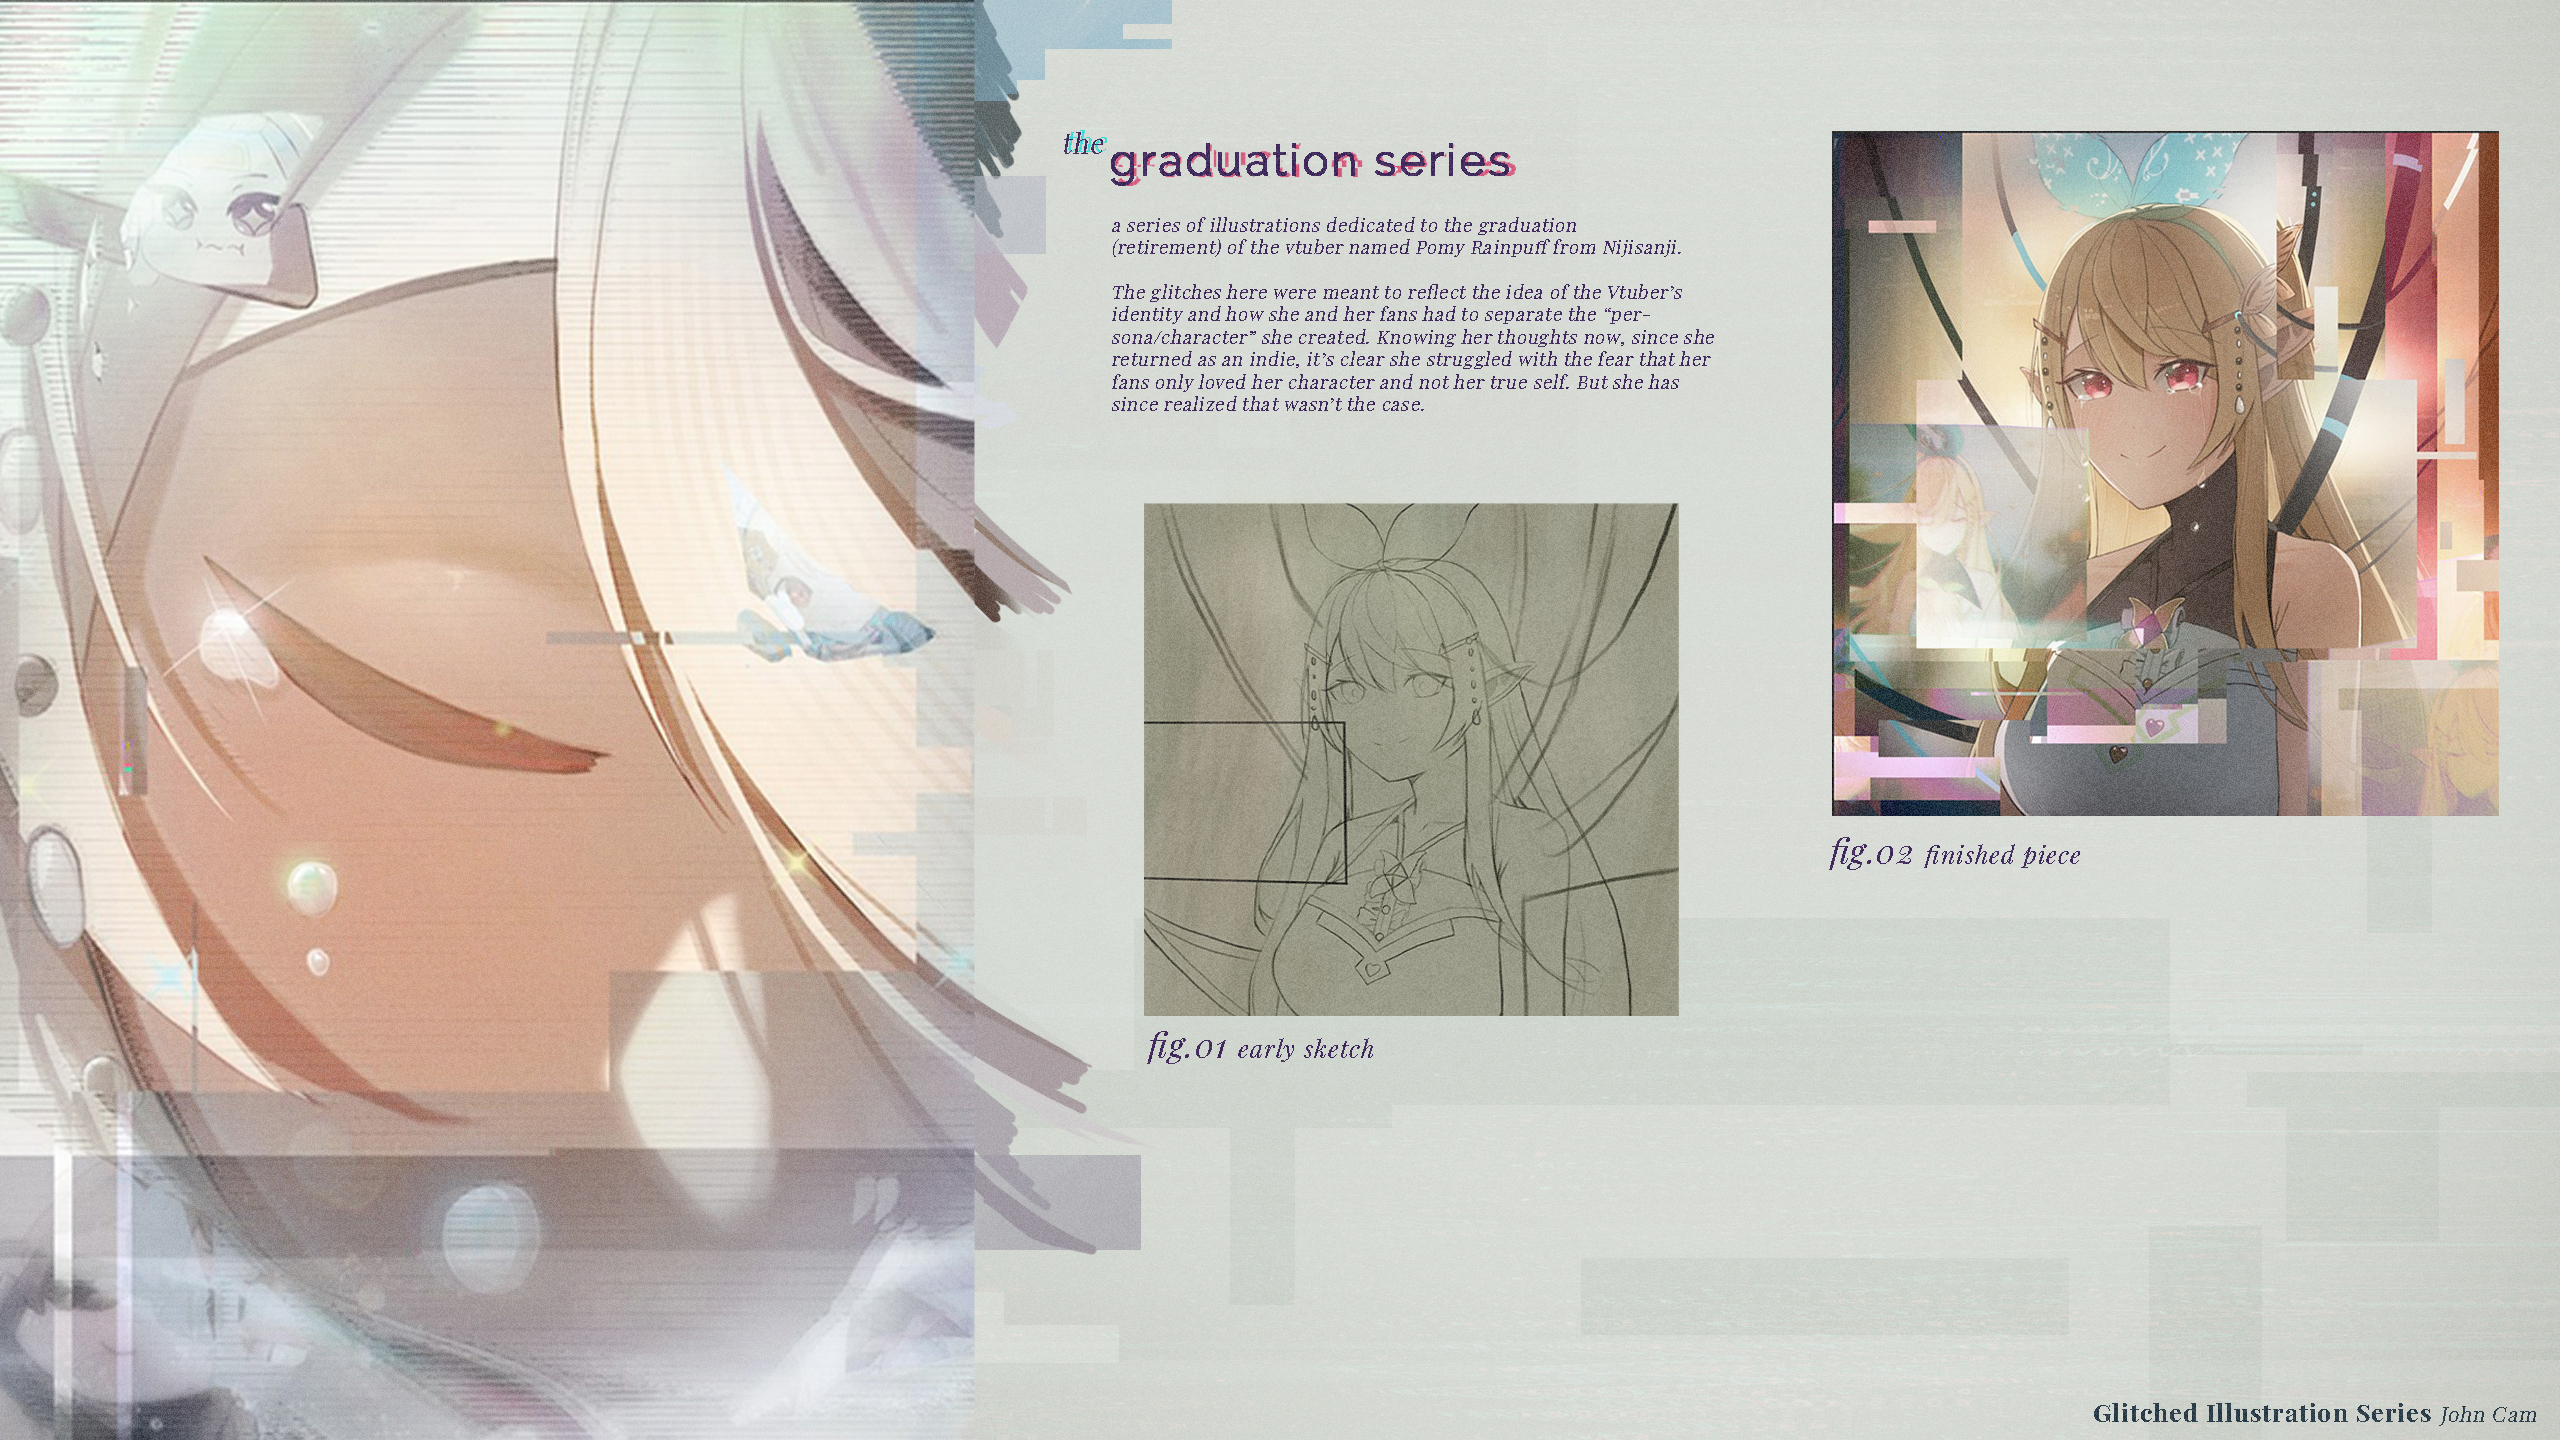 the
graduation series
a series of illustrations dedicated to the graduation
(retirement) of the vtuber named Pomy Rainpuff from Nijisanji.
The glitches here were meant to reflect the idea of the Vtuber’s
identity and how she and her fans had to separate the “per-
sona/character” she created. Knowing her thoughts now, since she
returned as an indie, it’s clear she struggled with the fear that her
fans only loved her character and not her true self. But she has
since realized that wasn’t the case.
fig.01 early sketch
fig.02 finished piece
Glitched Illustration Series John Cam